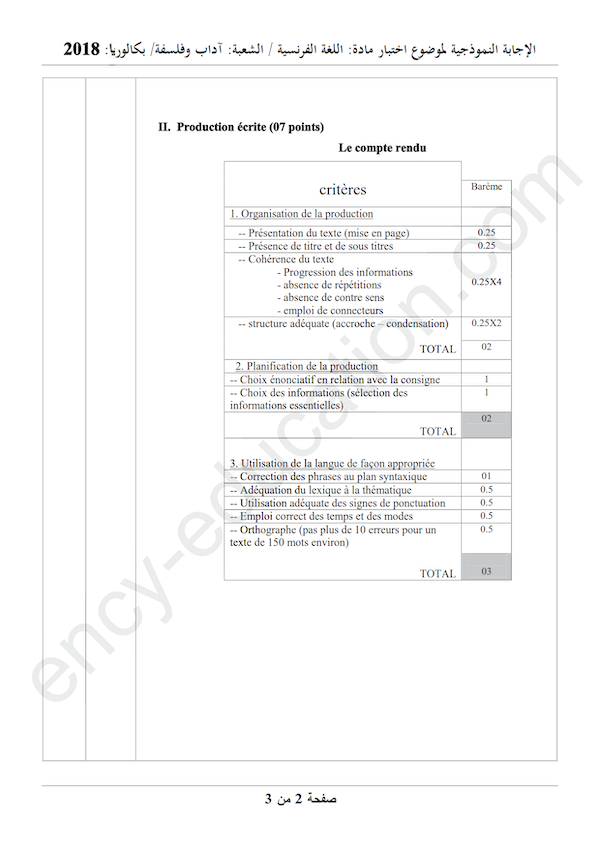 الإجابة النموذجية لموضوع اختبار مادة: اللغة الفرنسية / الشعبة: آداب وفلسفة/ بكالوريا: 2018
II. Production écrite (07 points)
Le compte rendu
critères Barème
1. Organisation de la production
-- Présentation du texte (mise en page) 0.25
-- Présence de titre et de sous titres 0.25
-- Cohérence du texte
- Progression des informations
- absence de répétitions 0.25X4
- absence de contre sens
- emploi de connecteurs
-- structure adéquate (accroche – condensation) 0.25X2
TOTAL 02
2. Planification de la production
-- Choix énonciatif en relation avec la consigne 1
-- Choix des informations (sélection des 1
informations essentielles)
02
TOTAL
3. Utilisation de la langue de façon appropriée
-- Correction des phrases au plan syntaxique 01
-- Adéquation du lexique à la thématique 0.5
-- Utilisation adéquate des signes de ponctuation 0.5
-- Emploi correct des temps et des modes 0.5
-- Orthographe (pas plus de 10 erreurs pour un 0.5
texte de 150 mots environ)
TOTAL 03
صفحة 2 من 3
ency-education.com